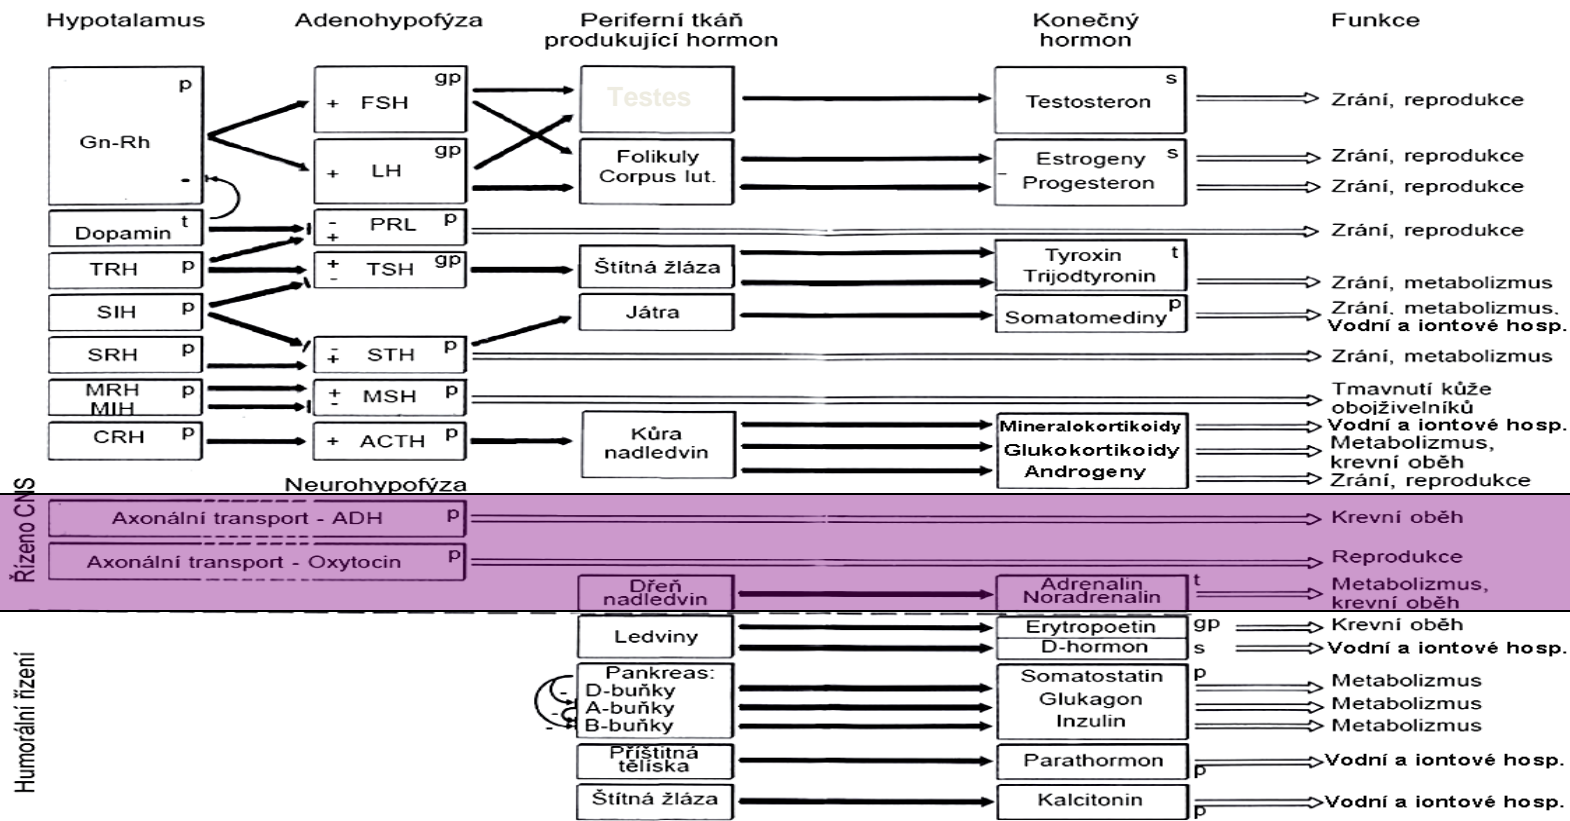 Hypotalamus
Adenohypofýza
Periferní tkáň
produkující hormon
Konečný
hormon
Funkce
Gn-Rh
p
-
+ FSH gp
+ LH gp
Testes
Folikuly
Corpus lut.
Testosteron s
Estrogeny s
- Progesteron
Zrání, reprodukce
Zrání, reprodukce
Zrání, reprodukce
Dopamin t
- PRL p
+
Zrání, reprodukce
TRH p
+ TSH gp
-
Štítná žláza
Tyroxin t
Trijodtyronin
Zrání, metabolizmus
SIH p
Játra
Somatomediny p
Zrání, metabolizmus,
Vodní a iontové hosp.
SRH p
- STH p
+
Zrání, metabolizmus
MRH p
MIH
+ MSH p
-
Tmavnutí kůže
obojživelníků
CRH p
+ ACTH p
Kůra
nadledvin
Mineralokortikoidy
Glukokortikoidy
Androgeny
Vodní a iontové hosp.
Metabolizmus,
krevní oběh
Zrání, reprodukce
Neurohypofýza
Řízeno CNS
Axonální transport - ADH p
Krevní oběh
Axonální transport - Oxytocin p
Reprodukce
Dřeň
nadledvin
Adrenalin t
Noradrenalin
Metabolizmus,
krevní oběh
Humorální řízení
Ledviny
Erytropoetin gp
D-hormon s
Krevní oběh
Vodní a iontové hosp.
Pankreas:
- D-buňky
- A-buňky
- B-buňky
Somatostatin p
Glukagon
Inzulin
Metabolizmus
Metabolizmus
Metabolizmus
Příštitná
tělíska
Parathormon p
Vodní a iontové hosp.
Štítná žláza
Kalcitonin p
Vodní a iontové hosp.